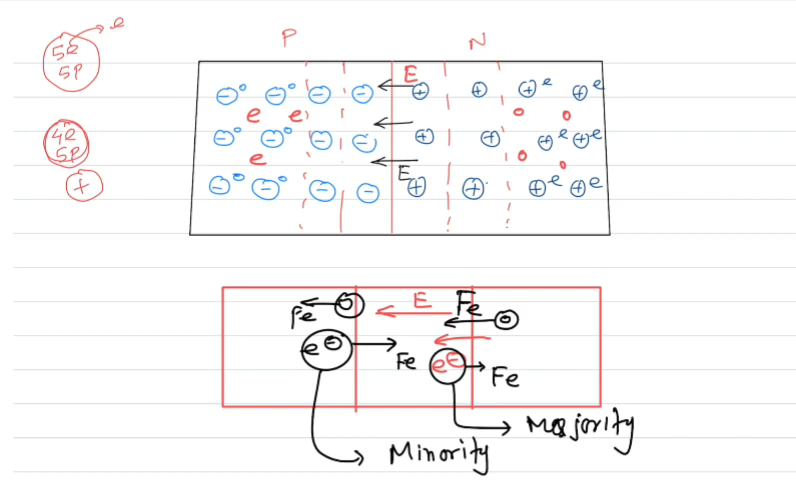 5e e
5P
4e
5P
+
P N
E
− o − o − − + + + e + e
e e o o
− o − o − − + + + e + e
e o o
E
− o − o − − + + + e + e
Fe E Fe
e Fe e Fe
Majority
Minority